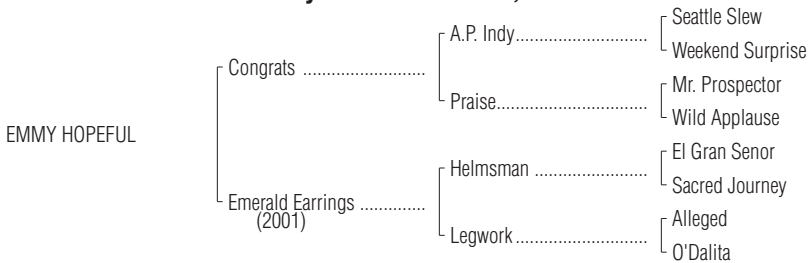 Seattle Slew
A.P. Indy............................
Weekend Surprise
Congrats ..........................
Mr. Prospector
Praise................................
Wild Applause
EMMY HOPEFUL
El Gran Senor
Helmsman ........................
Sacred Journey
Emerald Earrings ..............
(2001)
Alleged
Legwork............................
O'Dalita